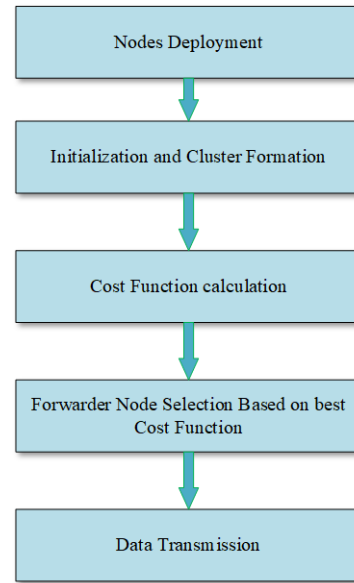 Nodes Deployment
Initialization and Cluster Formation
Cost Function calculation
Forwarder Node Selection Based on best
Cost Function
Data Transmission